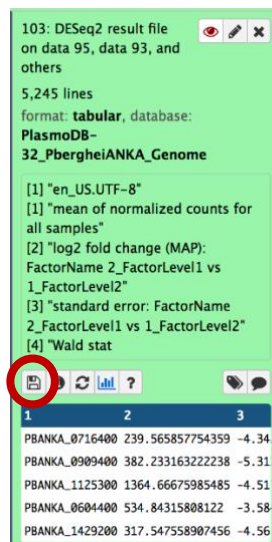 103: DESeq2 result file
on data 95, data 93, and
others
5,245 lines
format: tabular, database:
PlasmoDB-
32_PbergheiANKA_Genome
[1] "en_US.UTF-8"
[1] "mean of normalized counts for
all samples"
[2] "log2 fold change (MAP):
FactorName 2_FactorLevel1 vs
1_FactorLevel2"
[3] "standard error: FactorName
2_FactorLevel1 vs 1_FactorLevel2"
[4] "Wald stat
?
1 2 3
PBANKA_0716400 239.565857754359 -4.34
PBANKA_0909400 382.233163222238 -5.31
PBANKA_1125300 1364.66675985485 -4.51
PBANKA_0604400 534.84315808122 -3.58
PBANKA_1429200 317.547558907456 -4.56